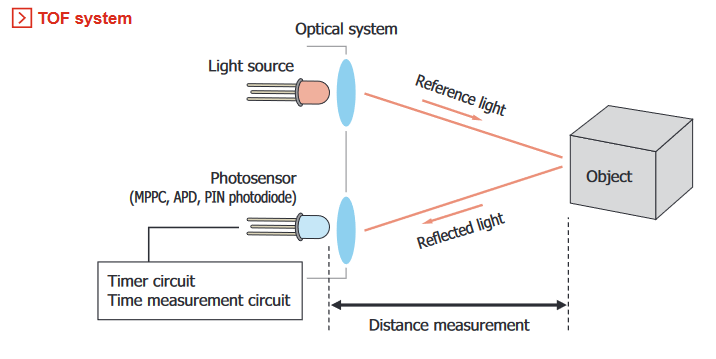 TOF system
Optical system
Light source
Reference light
Object
Photosensor
(MPPC, APD, PIN photodiode)
Reflected light
Timer circuit
Time measurement circuit
Distance measurement